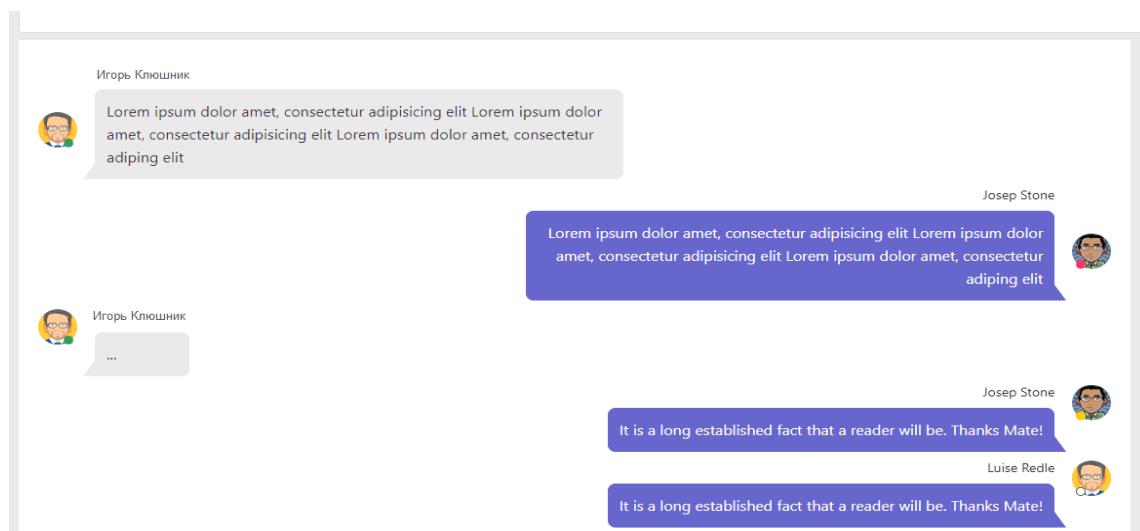 Игорь Клюшник
Lorem ipsum dolor amet, consectetur adipisicing elit Lorem ipsum dolor
amet, consectetur adipisicing elit Lorem ipsum dolor amet, consectetur
adiping elit
Josep Stone
Lorem ipsum dolor amet, consectetur adipisicing elit Lorem ipsum dolor
amet, consectetur adipisicing elit Lorem ipsum dolor amet, consectetur
adiping elit
Игорь Клюшник
...
Josep Stone
It is a long established fact that a reader will be. Thanks Mate!
Luise Redle
It is a long established fact that a reader will be. Thanks Mate!